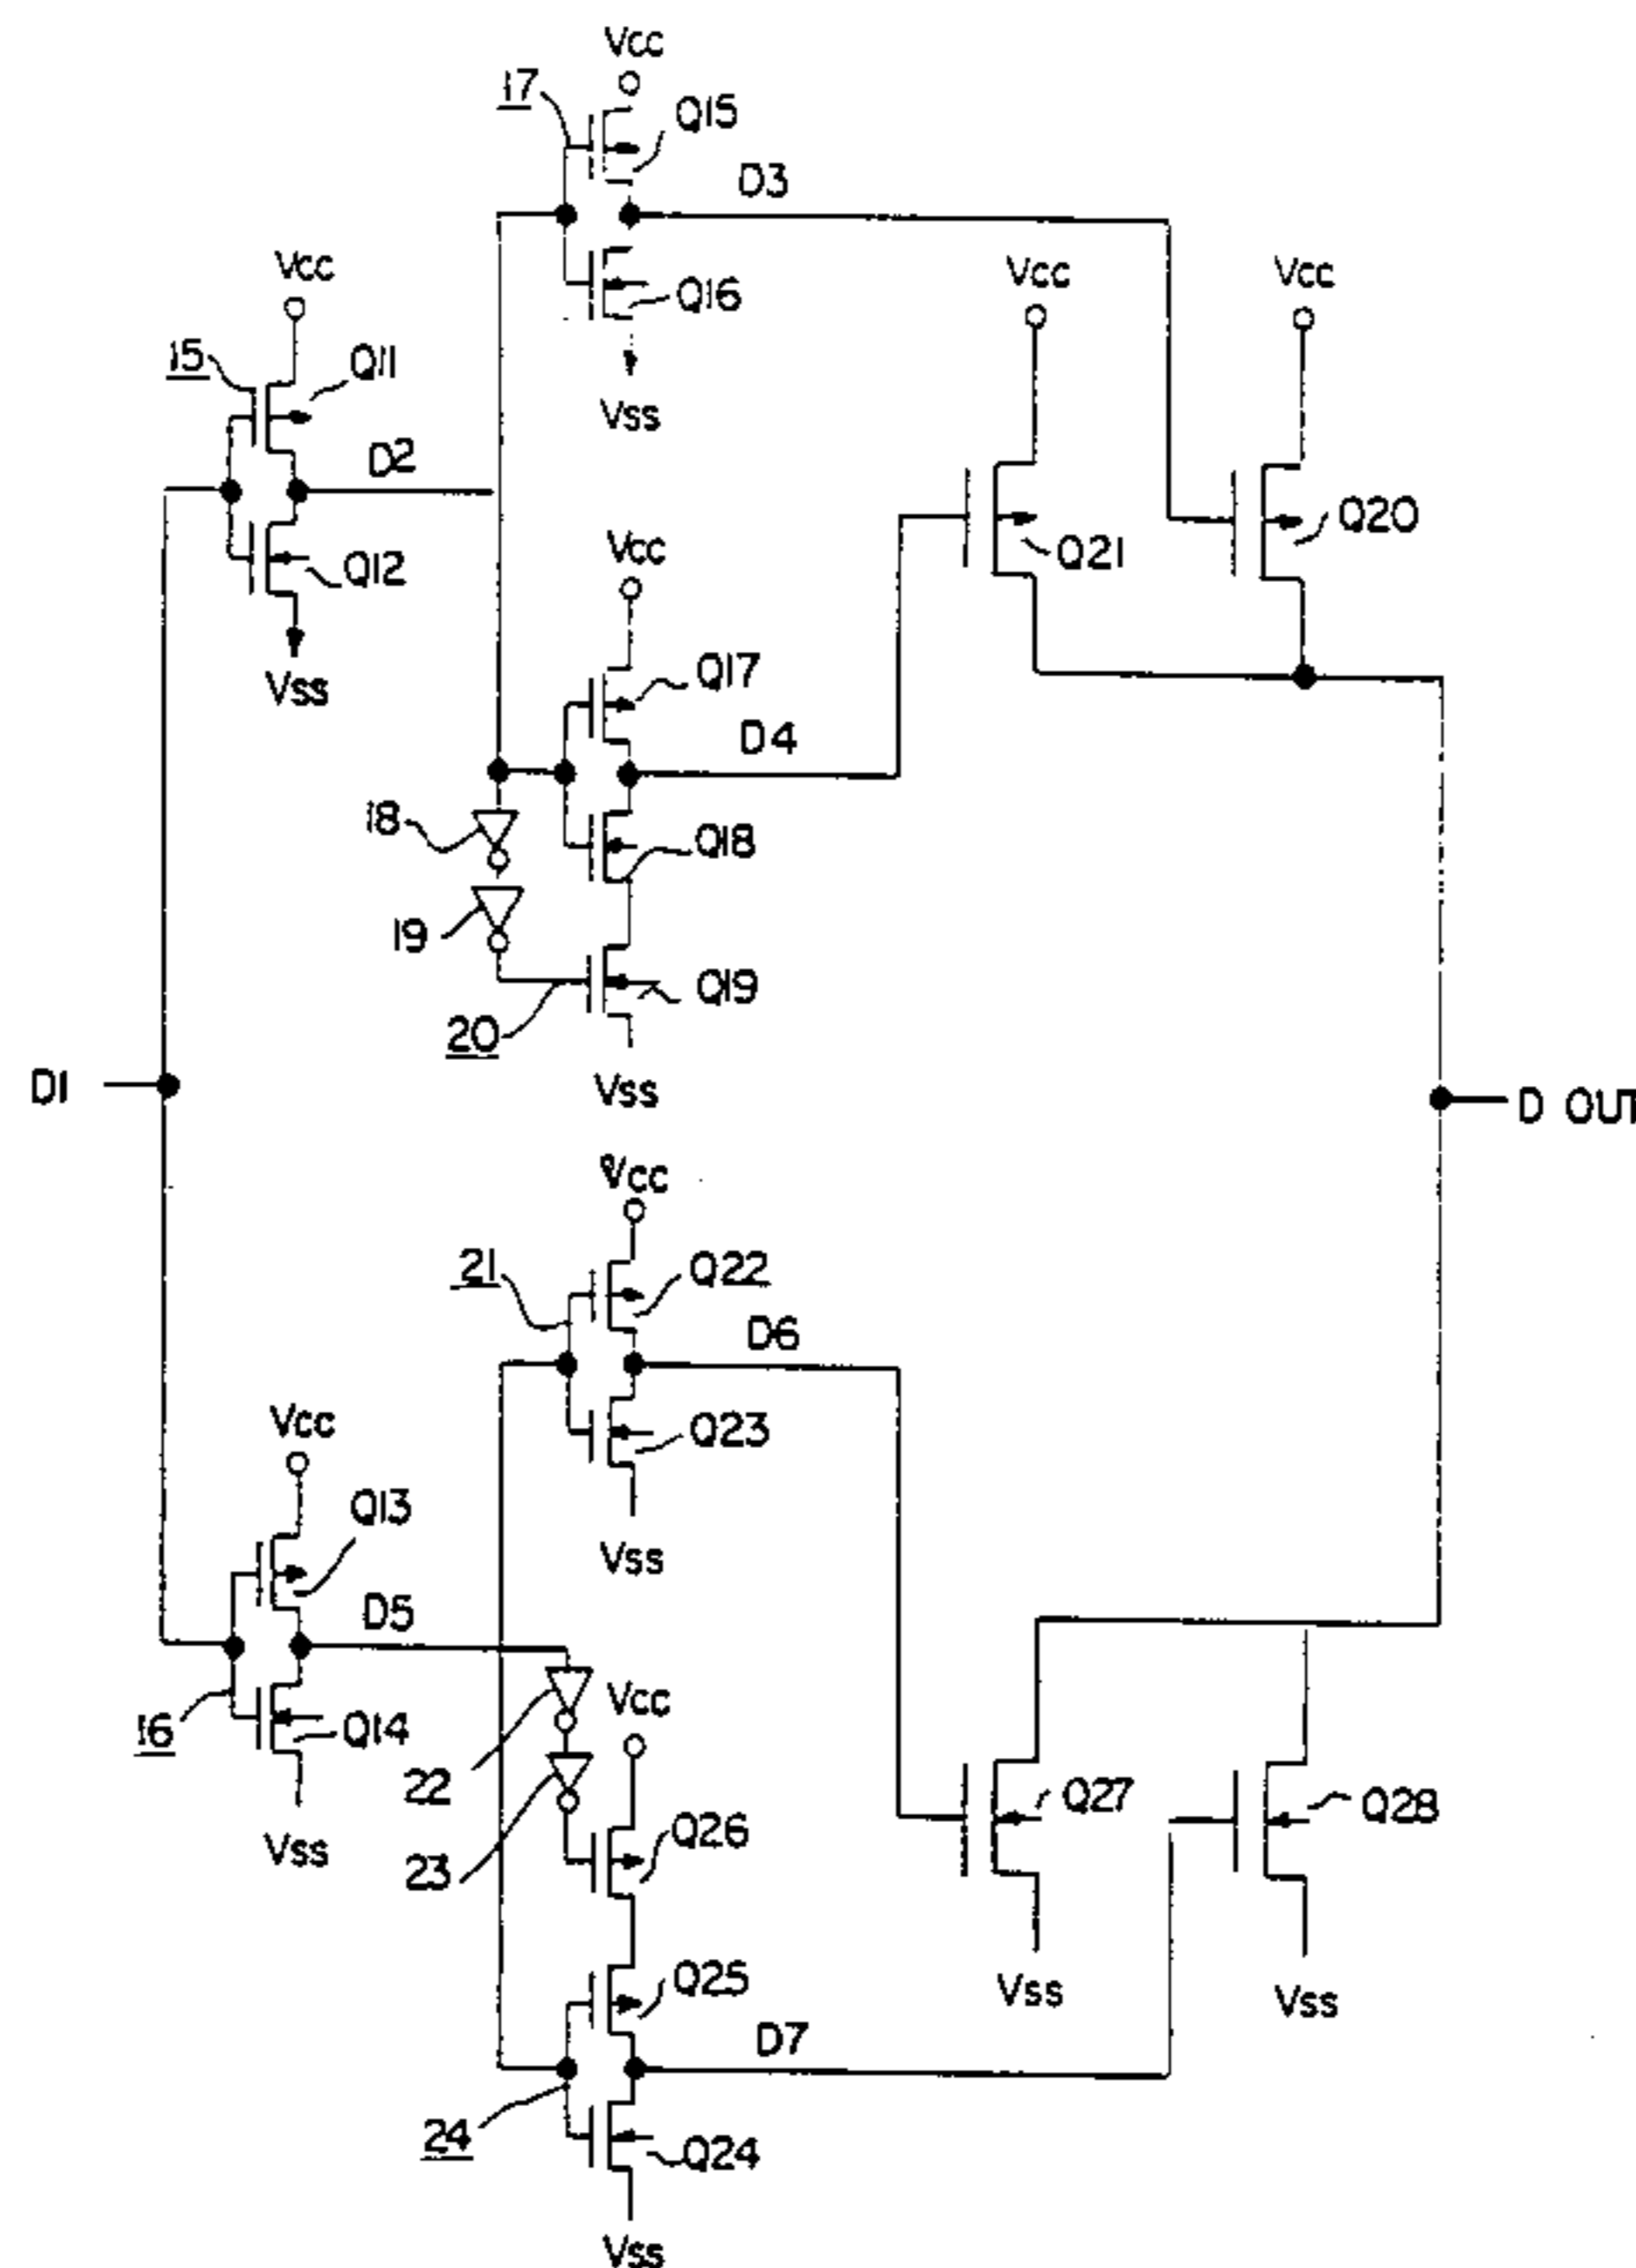 Vcc
17
Q15
D3
Vcc
Q16
Vcc
Vcc
15
Q11
Vss
D2
Q20
Q12
Vcc
Q21
Vss
Q17
D4
18
Q18
19
Q19
20
D1
Vss
D OUT
Vcc
21
Q22
D6
Vcc
Q23
Q13
Vss
D5
Vcc
16
Q14
22
Q27
Q28
Q26
Vss
23
Q25
Vss
Vss
D7
24
Q24
Vss